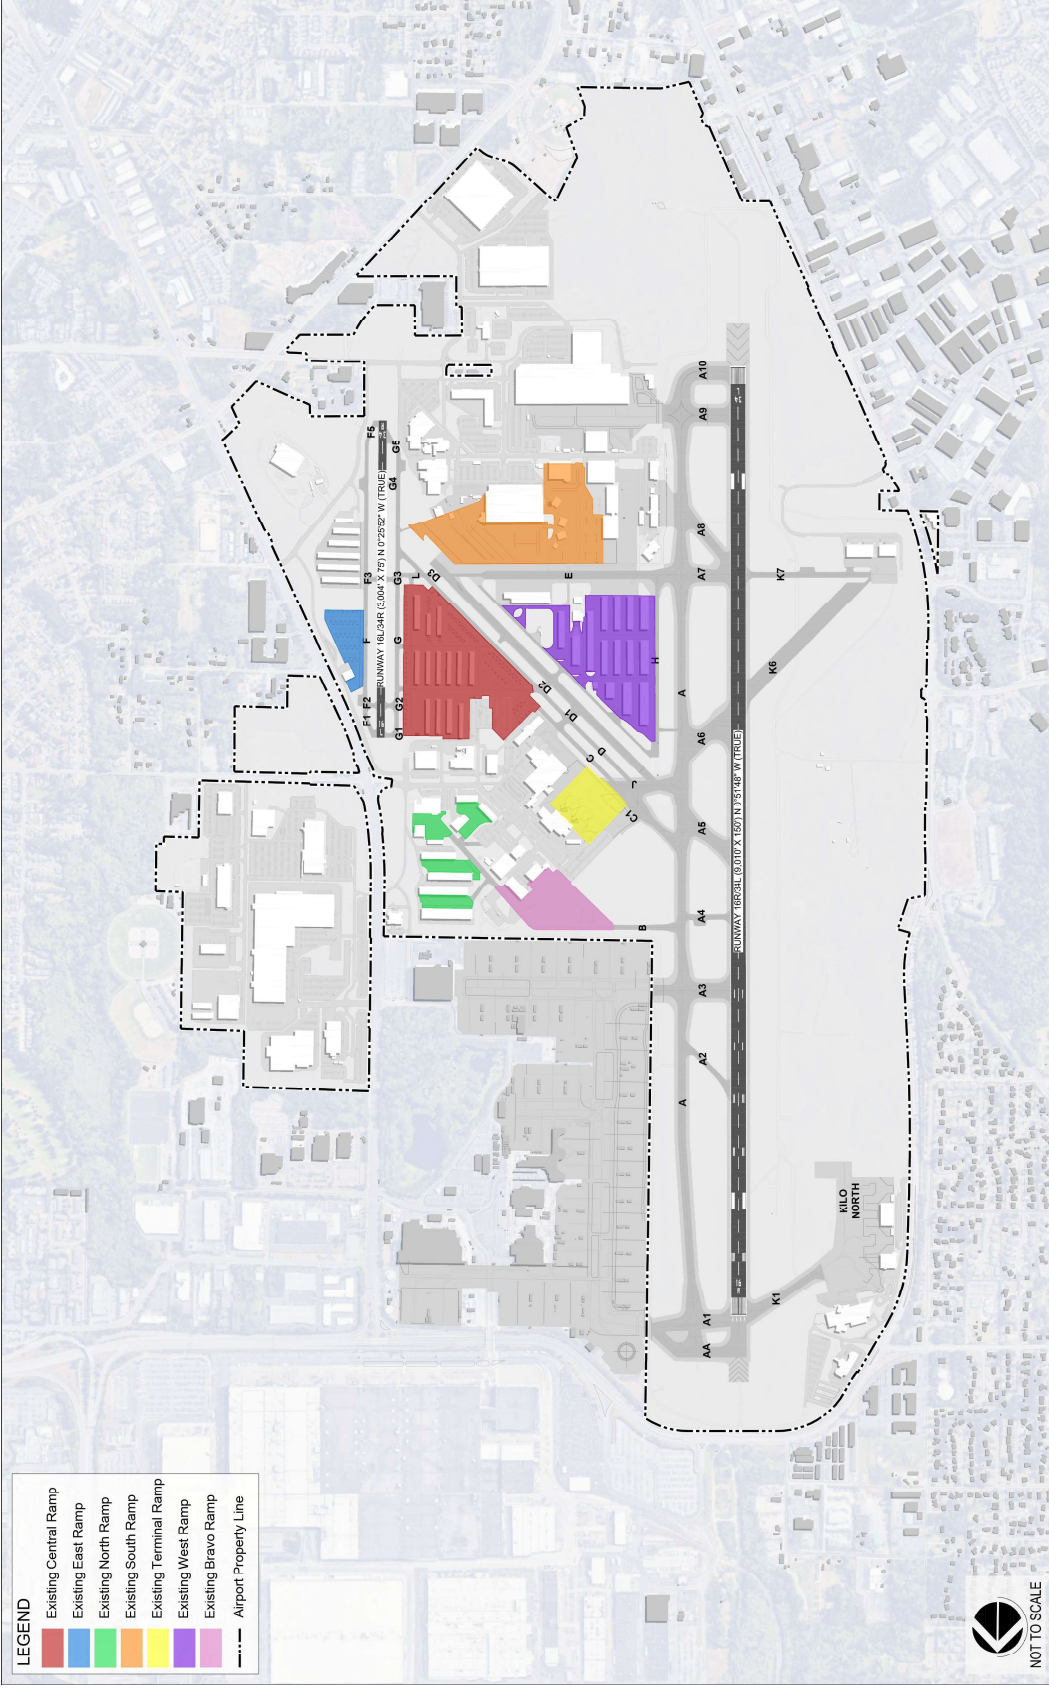 LEGEND
Existing Central Ramp
Existing East Ramp
Existing North Ramp
Existing South Ramp
Existing Terminal Ramp
Existing West Ramp
Existing Bravo Ramp
Airport Property Line
F1
F2
F
F3
F5
RUNWAY 16L/34R (3,004' X 75') N 0°25'52" W (TRUE)
G1
G2
G
G3
G4
G5
L
D3
D2
D1
D
C
J
C1
E
H
B
A
A
AA
A1
A2
A3
A4
A5
A6
A7
A8
A9
A10
16
34
RUNWAY 16R/34L (9,010' X 150') N 0°51'48" W (TRUE)
K1
K6
K7
KILO
NORTH
NOT TO SCALE